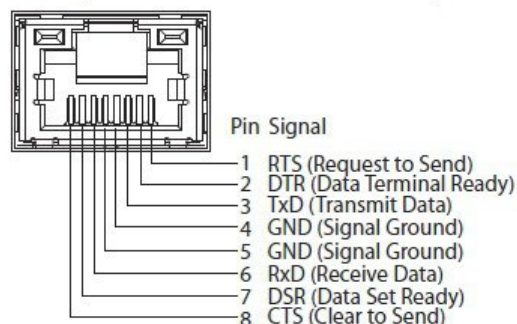 Pin Signal
1 RTS (Request to Send)
2 DTR (Data Terminal Ready)
3 TxD (Transmit Data)
4 GND (Signal Ground)
5 GND (Signal Ground)
6 RxD (Receive Data)
7 DSR (Data Set Ready)
8 CTS (Clear to Send)